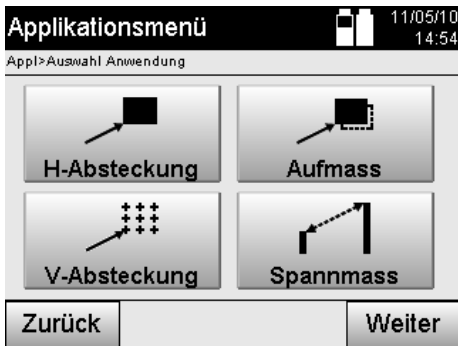 Applikationsmenü
11/05/10
14:54
Appl>Auswahl Anwendung
H-Absteckung
Aufmass
V-Absteckung
Spannmass
Zurück
Weiter